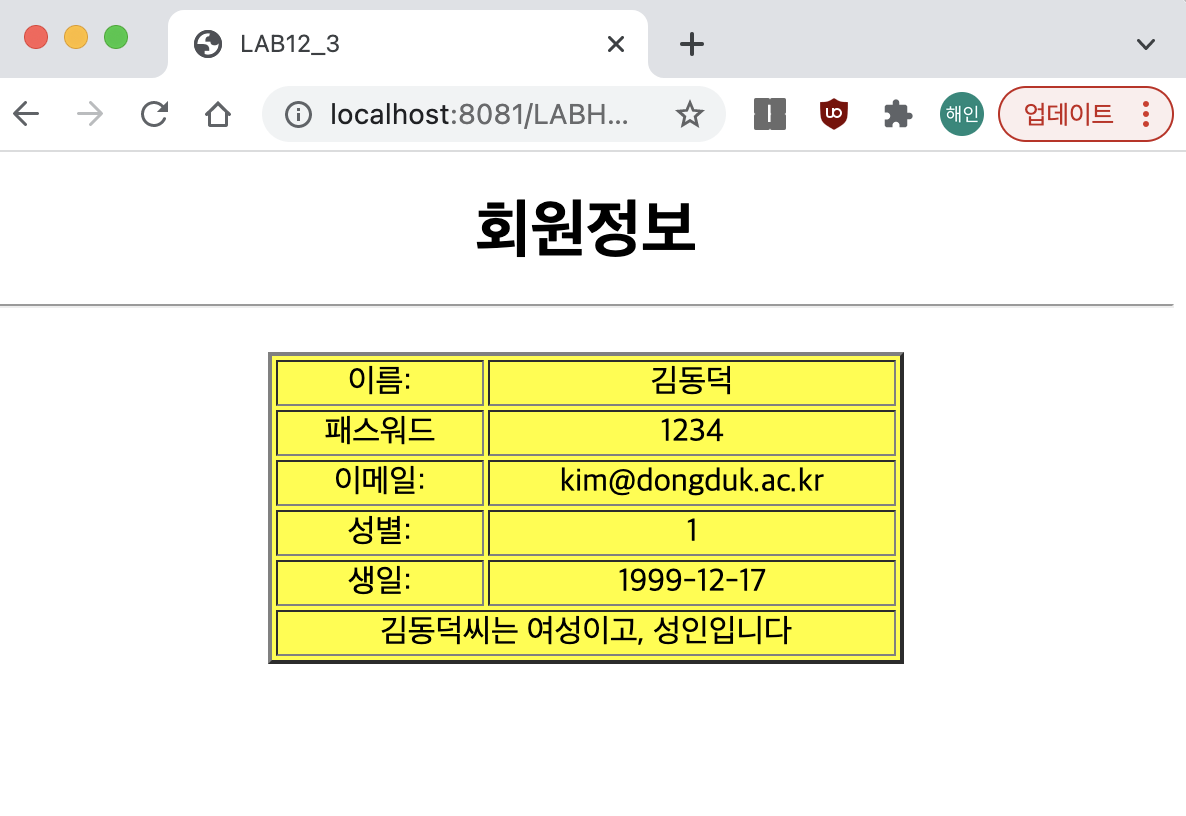 LAB12_3
localhost:8081/LABH...
해인
업데이트
회원정보
이름: 김동덕
패스워드 1234
이메일: kim@dongduk.ac.kr
성별: 1
생일: 1999-12-17
김동덕씨는 여성이고, 성인입니다